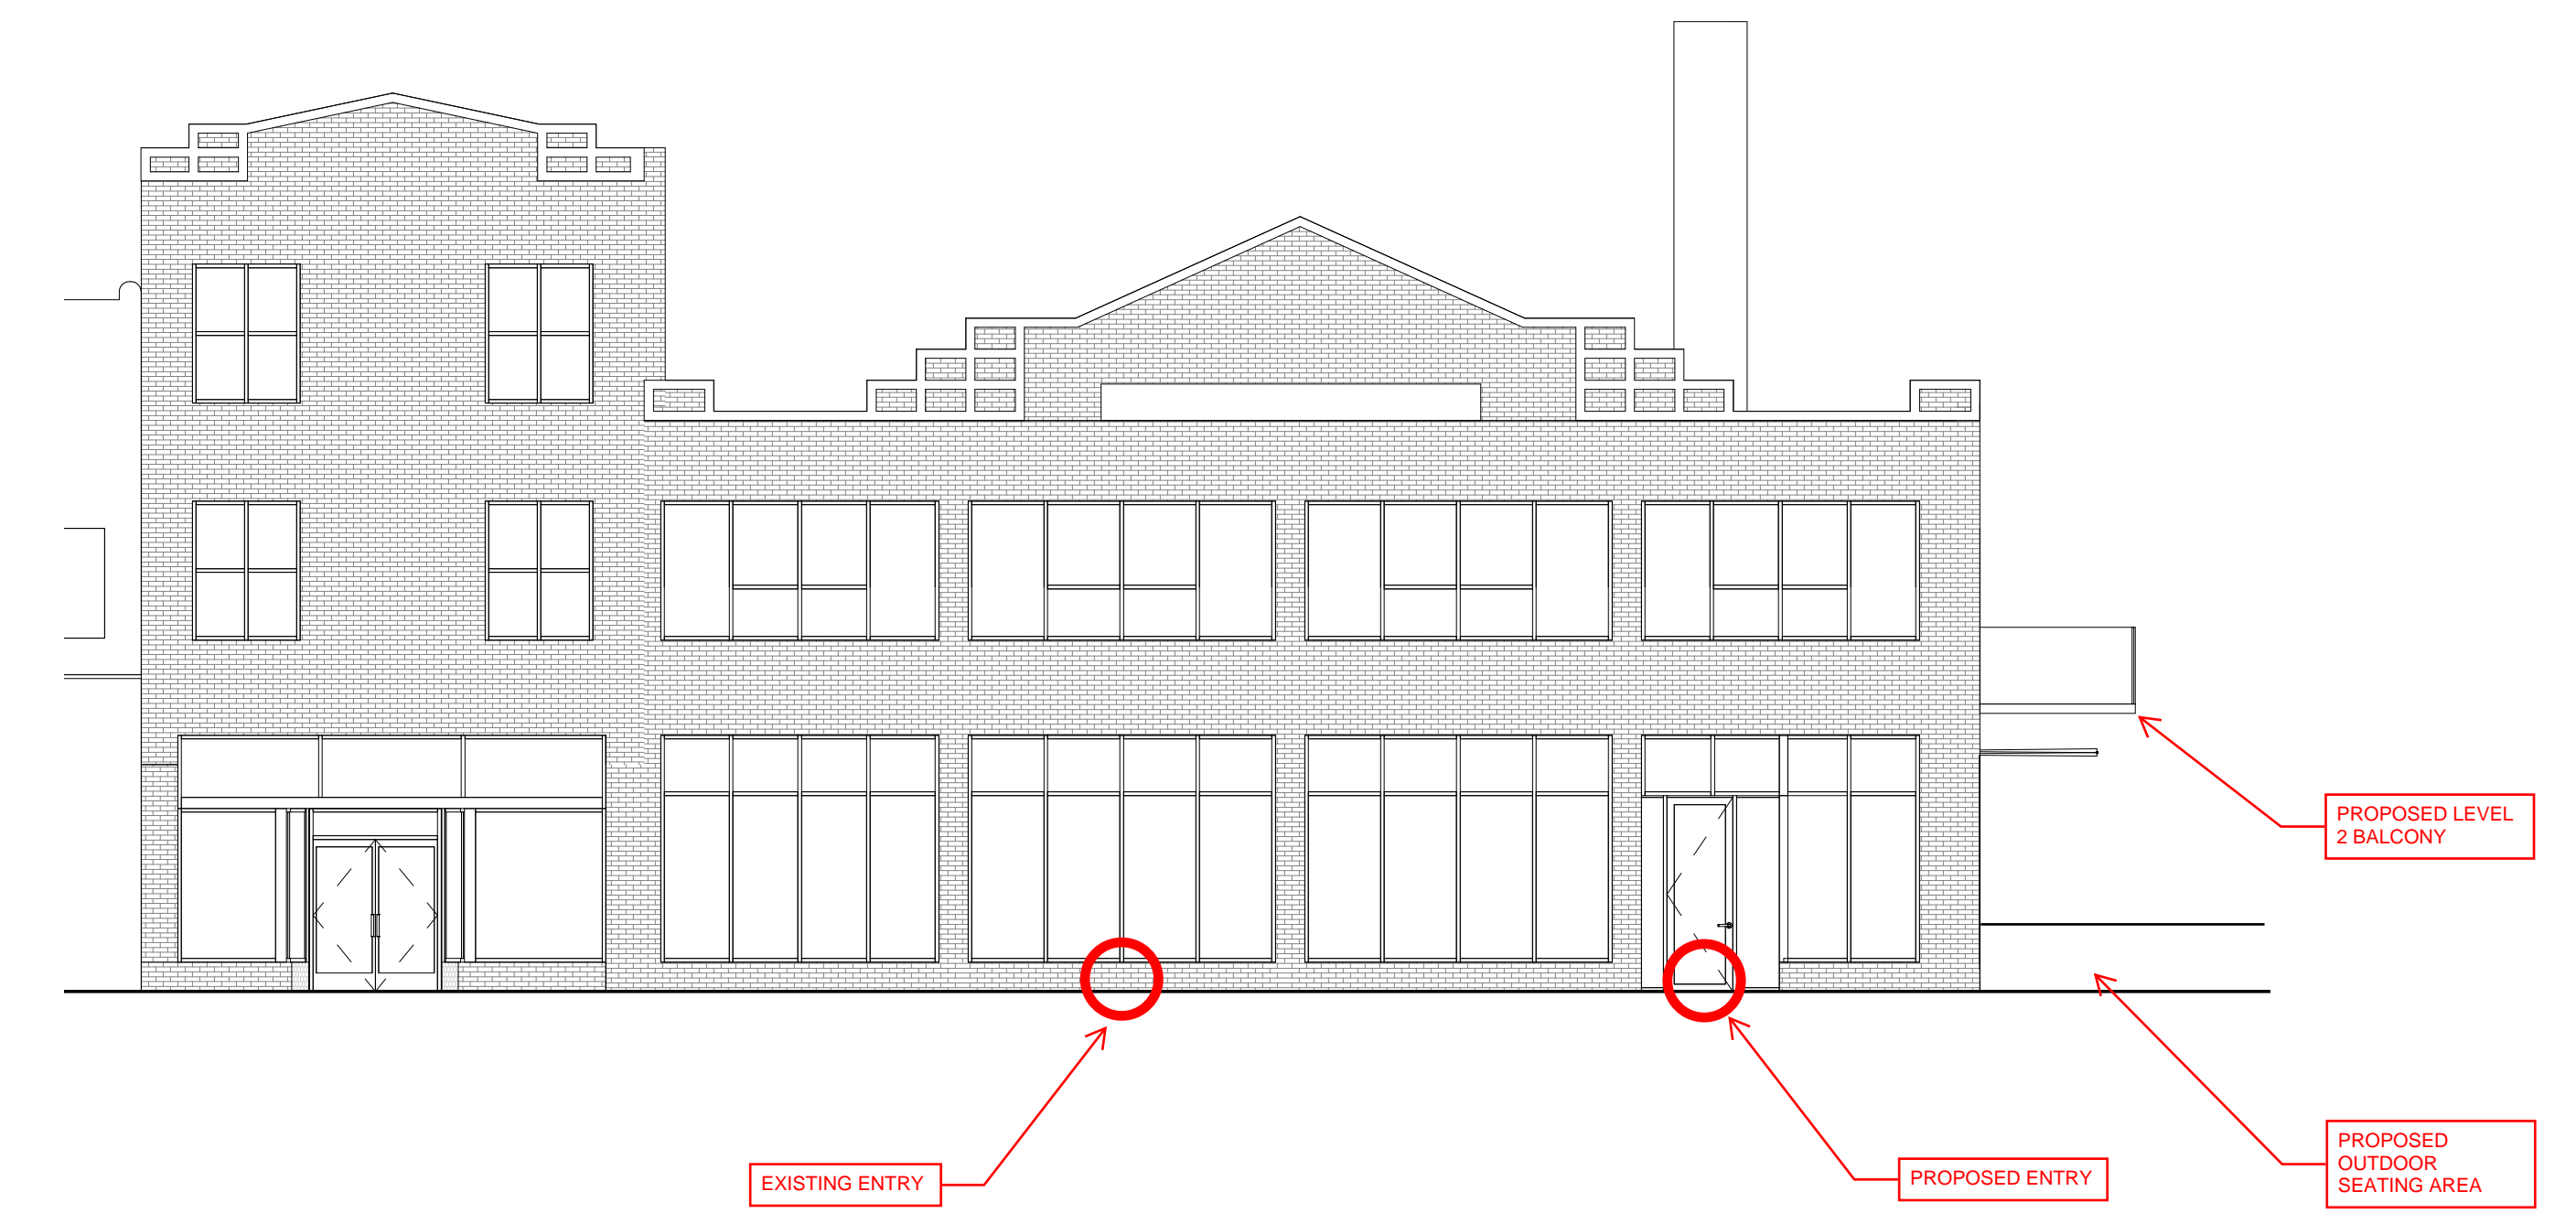 PROPOSED LEVEL
2 BALCONY
EXISTING ENTRY
PROPOSED ENTRY
PROPOSED
OUTDOOR
SEATING AREA